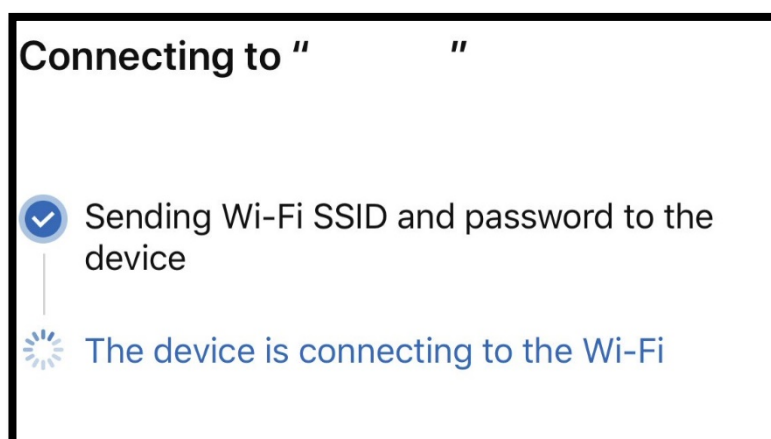 Connecting to “ ”
Sending Wi-Fi SSID and password to the
device
The device is connecting to the Wi-Fi